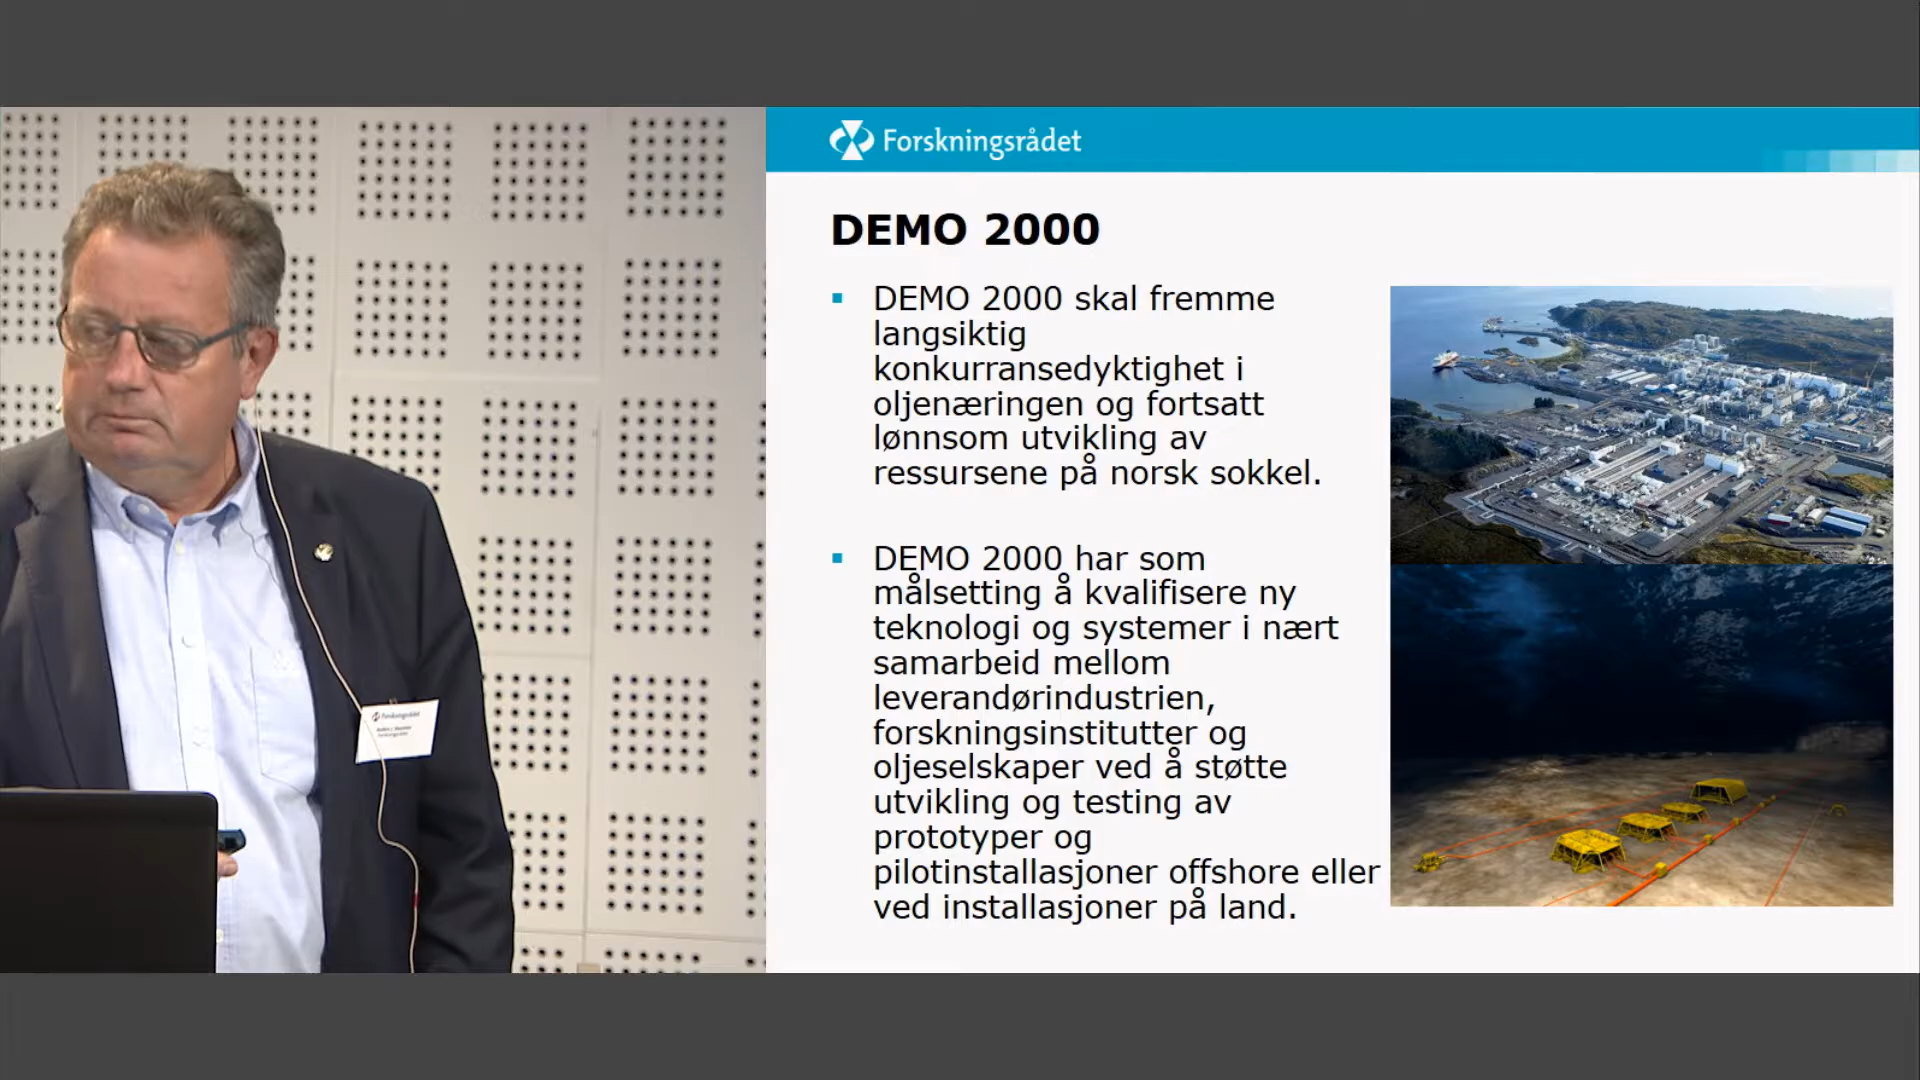 Forskningsrådet
DEMO 2000
▪ DEMO 2000 skal fremme
langsiktig
konkurransedyktighet i
oljenæringen og fortsatt
lønnsom utvikling av
ressursene på norsk sokkel.
▪ DEMO 2000 har som
målsetting å kvalifisere ny
teknologi og systemer i nært
samarbeid mellom
leverandørindustrien,
forskningsinstitutter og
oljeselskaper ved å støtte
utvikling og testing av
prototyper og
pilotinstallasjoner offshore eller
ved installasjoner på land.
Forskningsrådet